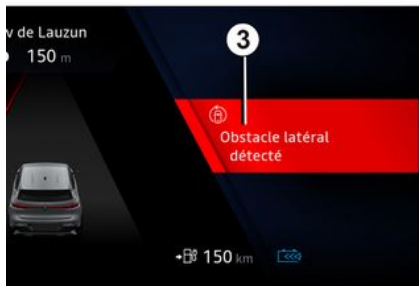 v de Lauzun
150 m
3
Obstacle latéral
détecté
150 km